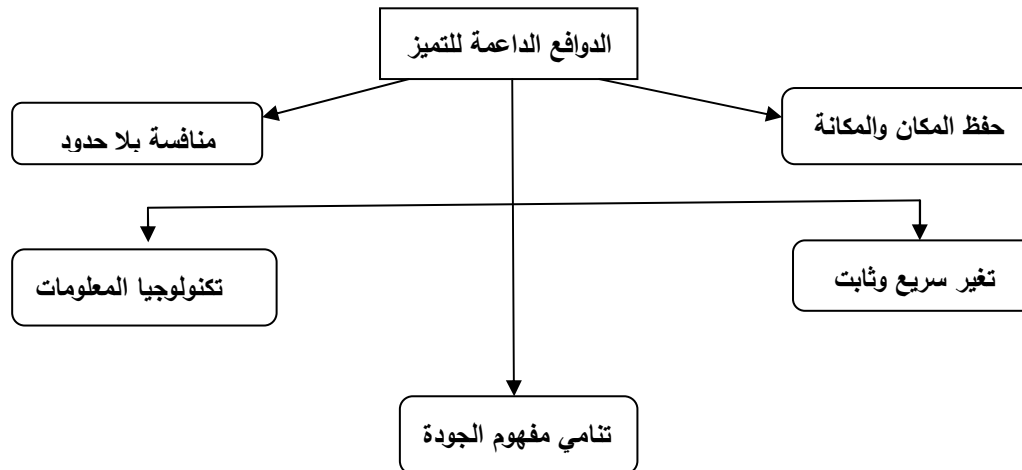 الدوافع الداعمة للتميز
حفظ المكان والمكانة
منافسة بلا حدود
تغير سريع وثابت
تكنولوجيا المعلومات
تنامي مفهوم الجودة